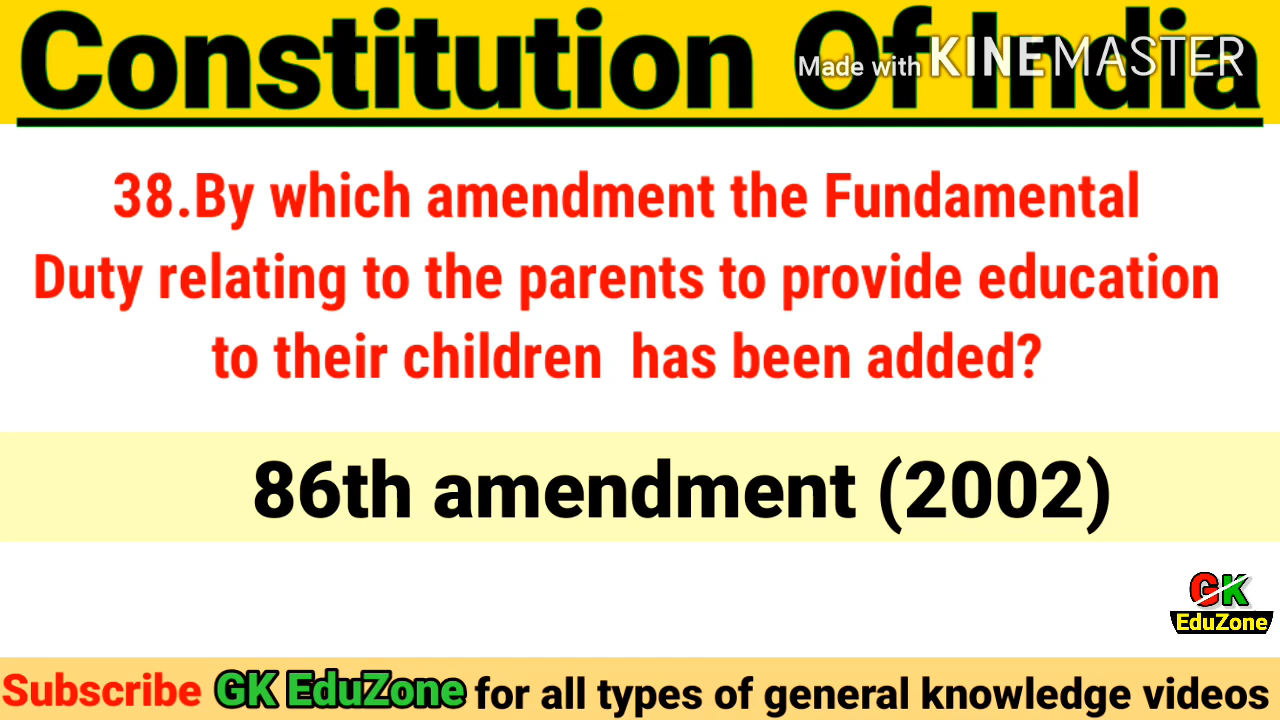 Constitution Of India
Made with KINEMASTER
38.By which amendment the Fundamental
Duty relating to the parents to provide education
to their children has been added?
86th amendment (2002)
GK
EduZone
Subscribe GK EduZone for all types of general knowledge videos